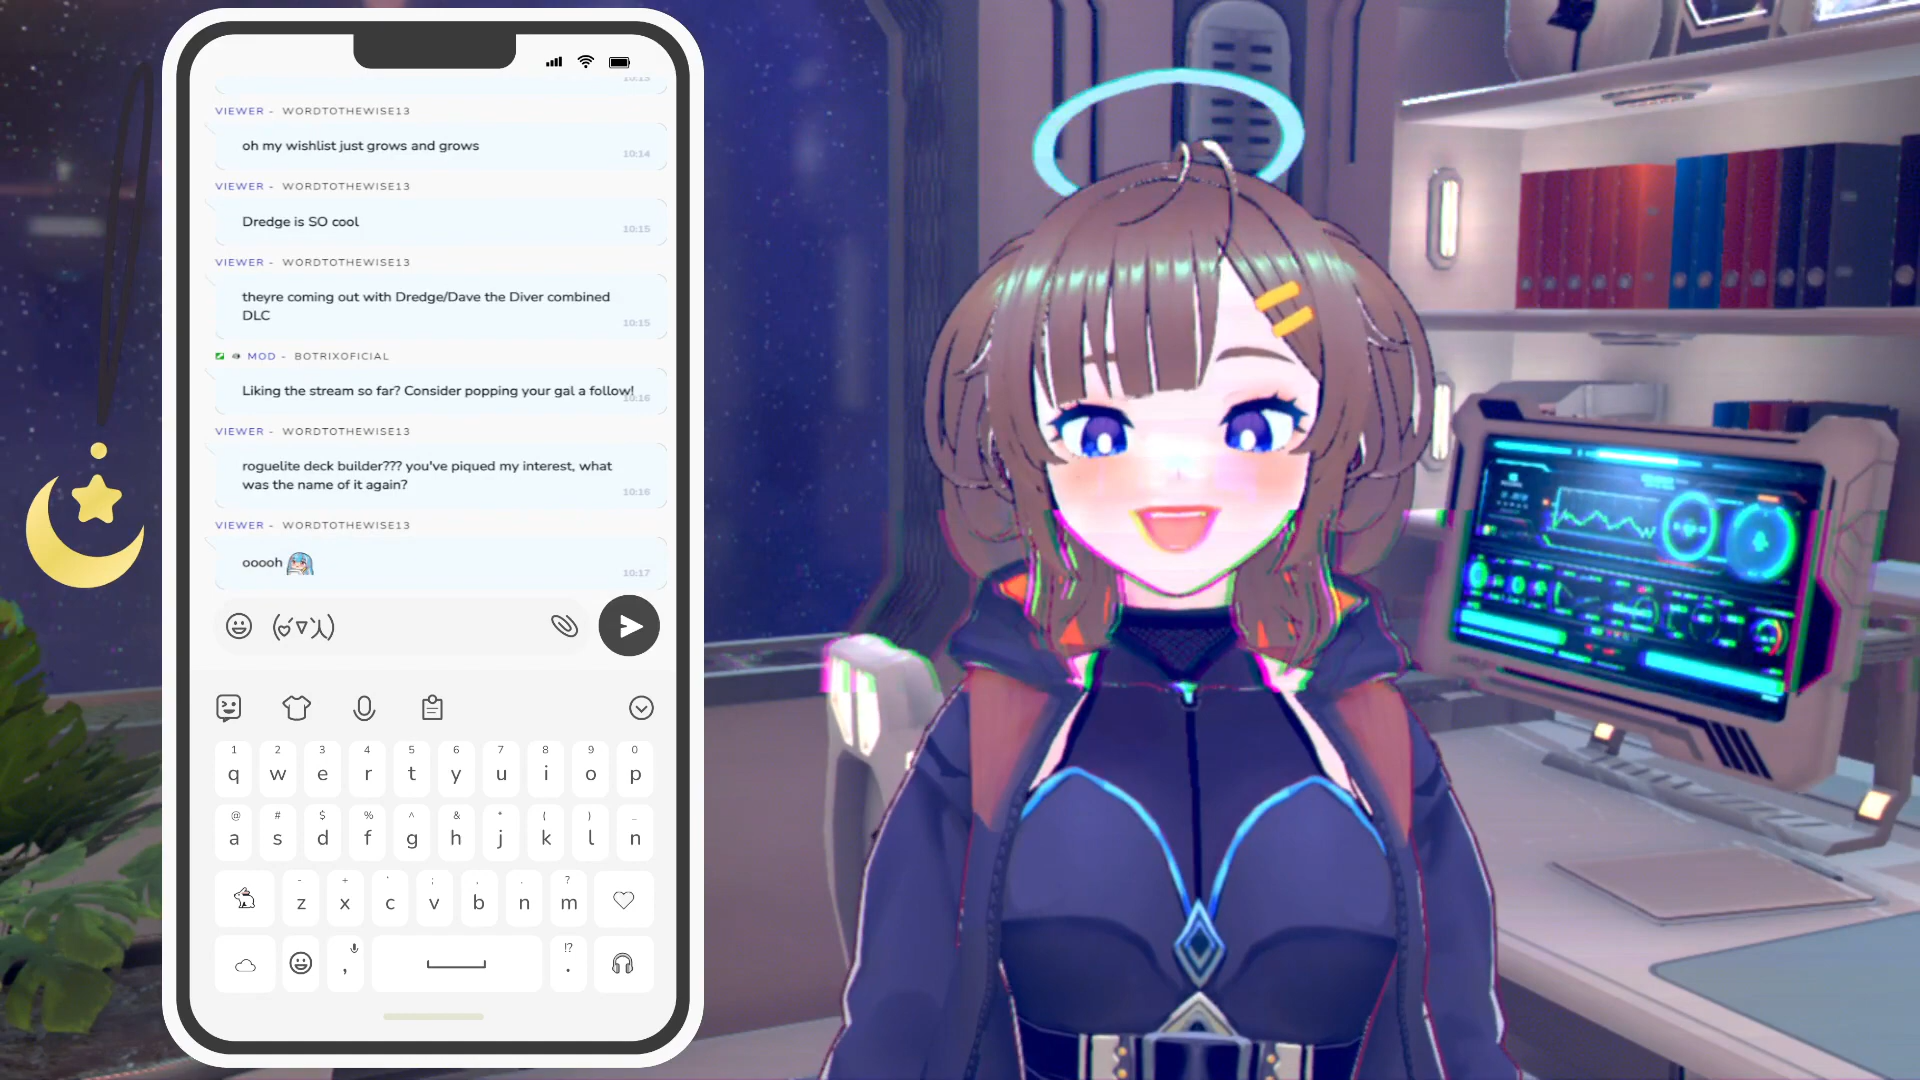 10:13
VIEWER - WORDTOTHEWISE13
oh my wishlist just grows and grows
10:14
VIEWER - WORDTOTHEWISE13
Dredge is SO cool
10:15
VIEWER - WORDTOTHEWISE13
theyre coming out with Dredge/Dave the Diver combined
DLC
10:15
MOD - BOTRIXOFICIAL
Liking the stream so far? Consider popping your gal a follow!
10:16
VIEWER - WORDTOTHEWISE13
roguelite deck builder??? you've piqued my interest, what
was the name of it again?
10:16
VIEWER - WORDTOTHEWISE13
ooooh
10:17
1 2 3 4 5 6 7 8 9 0
q w e r t y u i o p
@ # $ % ^ & * ( ) _
a s d f g h j k l n
- + ' ; , . ?
z x c v b n m
!?
, .